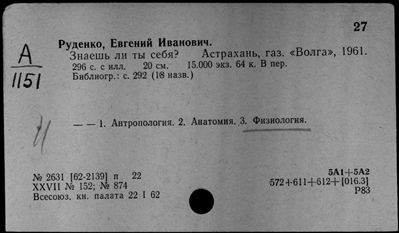 27
А
1151
Руденко, Евгений Иванович.
Знаешь ли ты себя? Астрахань, газ. «Волга», 1961.
296 с. с илл. 20 см. 15.000 экз. 64 к. В пер.
Библиогр.: с. 292 (18 назв.)
— — 1. Антропология. 2. Анатомия. 3. Физиология.
№ 2631 [62-2139] п 22
XXVII № 152; № 874
Всесоюз. кн. палата 22 I 62
5А1+5А2
572+611+612+[016.3]
Р83